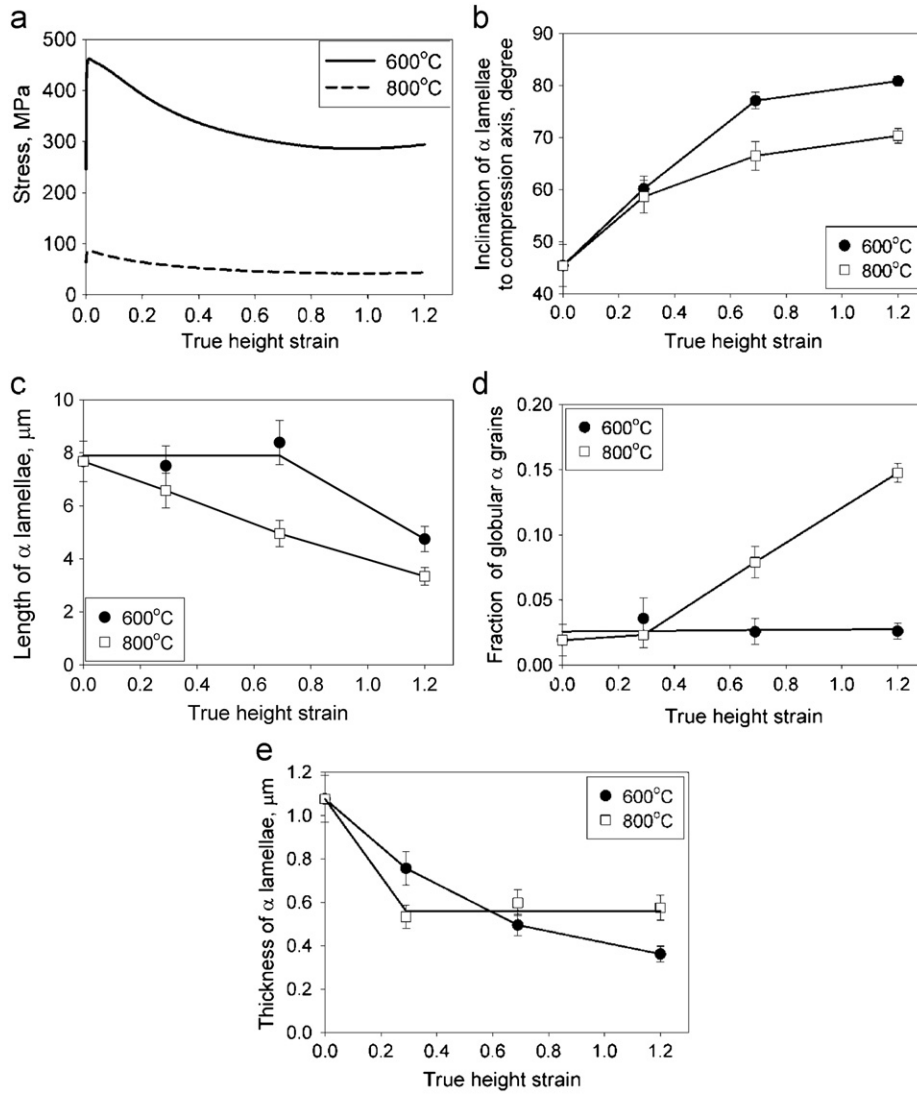 a
500
400
300
200
100
0
Stress, MPa
600°C
800°C
0.0 0.2 0.4 0.6 0.8 1.0 1.2
True height strain
b
90
80
70
60
50
40
Inclination of α lamellae
to compression axis, degree
600°C
800°C
0.0 0.2 0.4 0.6 0.8 1.0 1.2
True height strain
c
10
8
6
4
2
0
Length of α lamellae, μm
600°C
800°C
0.0 0.2 0.4 0.6 0.8 1.0 1.2
True height strain
d
0.20
0.15
0.10
0.05
0.00
Fraction of globular α grains
600°C
800°C
0.0 0.2 0.4 0.6 0.8 1.0 1.2
True height strain
e
1.2
1.0
0.8
0.6
0.4
0.2
0.0
Thickness of α lamellae, μm
600°C
800°C
0.0 0.2 0.4 0.6 0.8 1.0 1.2
True height strain